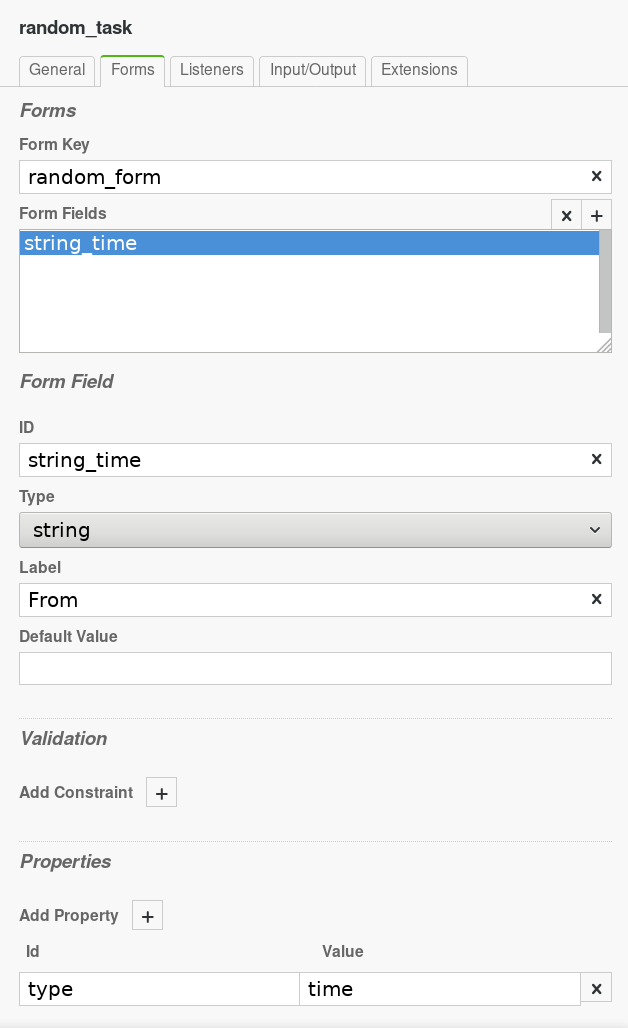 random_task
General Forms Listeners Input/Output Extensions
Forms
Form Key
random_form
Form Fields
string_time
Form Field
ID
string_time
Type
string
Label
From
Default Value
Validation
Add Constraint +
Properties
Add Property +
Id Value
type time